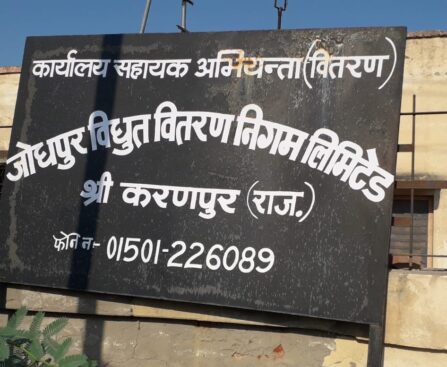 कार्यालय सहायक अभियन्ता (वितरण)
जोधपुर विधुत वितरण निगम लिमिटेड
श्री करणपुर (राज.)
फोन नं:- 01501-226089